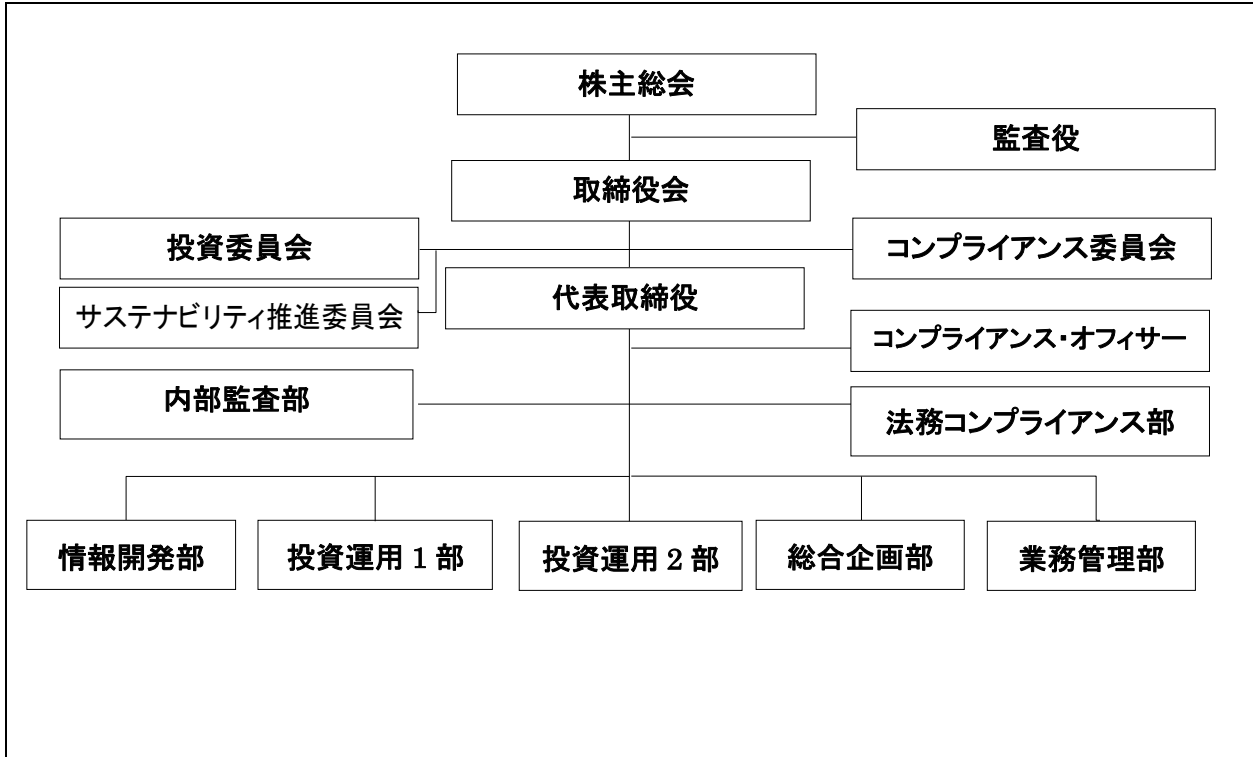 株主総会
監査役
取締役会
投資委員会
コンプライアンス委員会
代表取締役
サステナビリティ推進委員会
コンプライアンス・オフィサー
内部監査部
法務コンプライアンス部
情報開発部
投資運用 1 部
投資運用 2 部
総合企画部
業務管理部